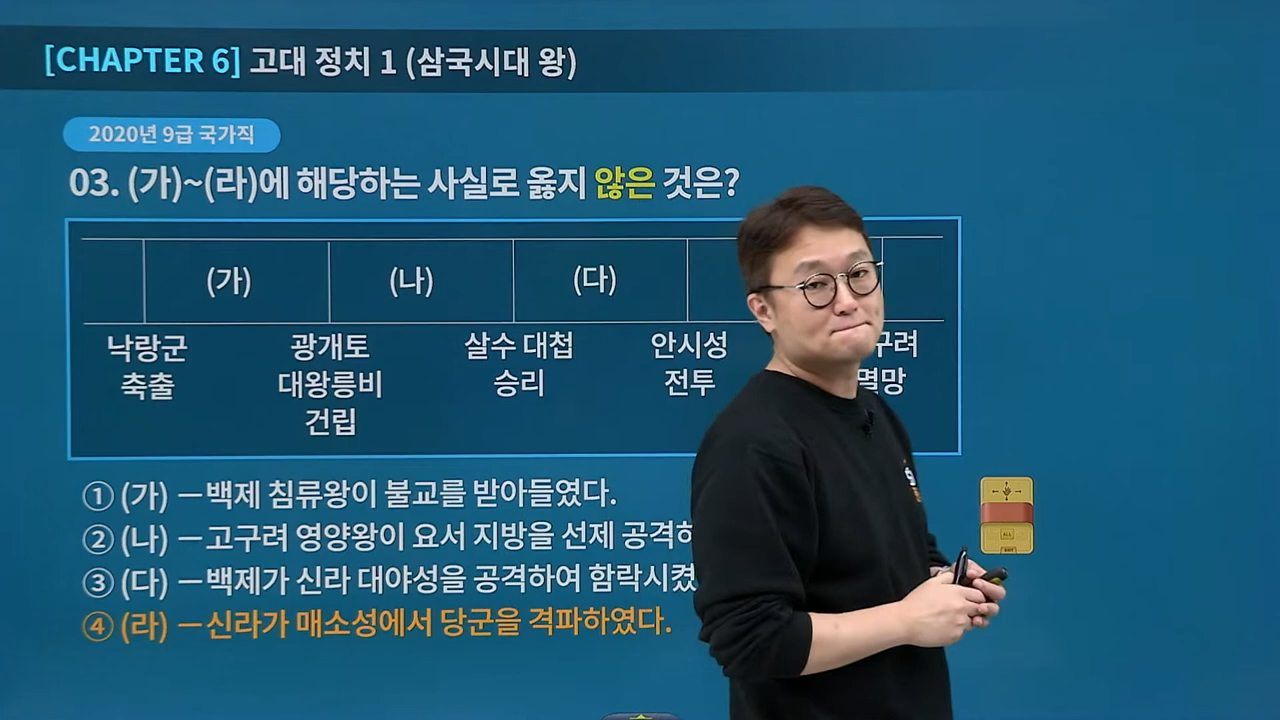 [CHAPTER 6] 고대 정치 1 (삼국시대 왕)
2020년 9급 국가직
03. (가)~(라)에 해당하는 사실로 옳지 않은 것은?
(가) (나) (다)
낙랑군 축출
광개토 대왕릉비 건립
살수 대첩 승리
안시성 전투
구려 멸망
① (가) ー백제 침류왕이 불교를 받아들였다.
② (나) ー고구려 영양왕이 요서 지방을 선제 공격하
③ (다) ー백제가 신라 대야성을 공격하여 함락시켰
④ (라) ー신라가 매소성에서 당군을 격파하였다.
ALL